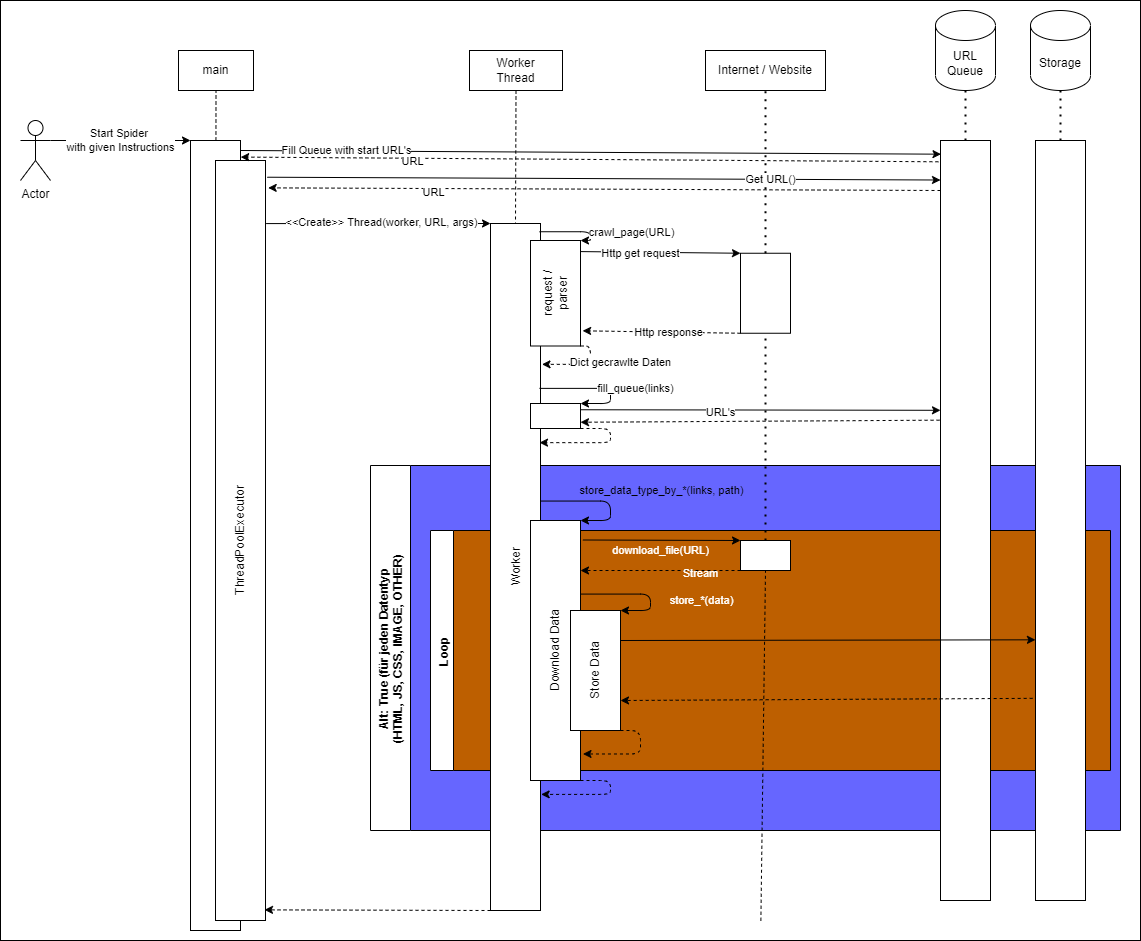 main
Worker
Thread
Internet / Website
URL
Queue
Storage
Start Spider
with given Instructions
Actor
Fill Queue with start URL's
URL
Get URL()
URL
<<Create>> Thread(worker, URL, args)
crawl_page(URL)
Http get request
request /
parser
Http response
Dict gecrawlte Daten
fill_queue(links)
URL's
ThreadPoolExecutor
Alt: True (für jeden Datentyp
(HTML, JS, CSS, IMAGE, OTHER)
store_data_type_by_*(links, path)
Worker
Loop
download_file(URL)
Stream
store_*(data)
Download Data
Store Data